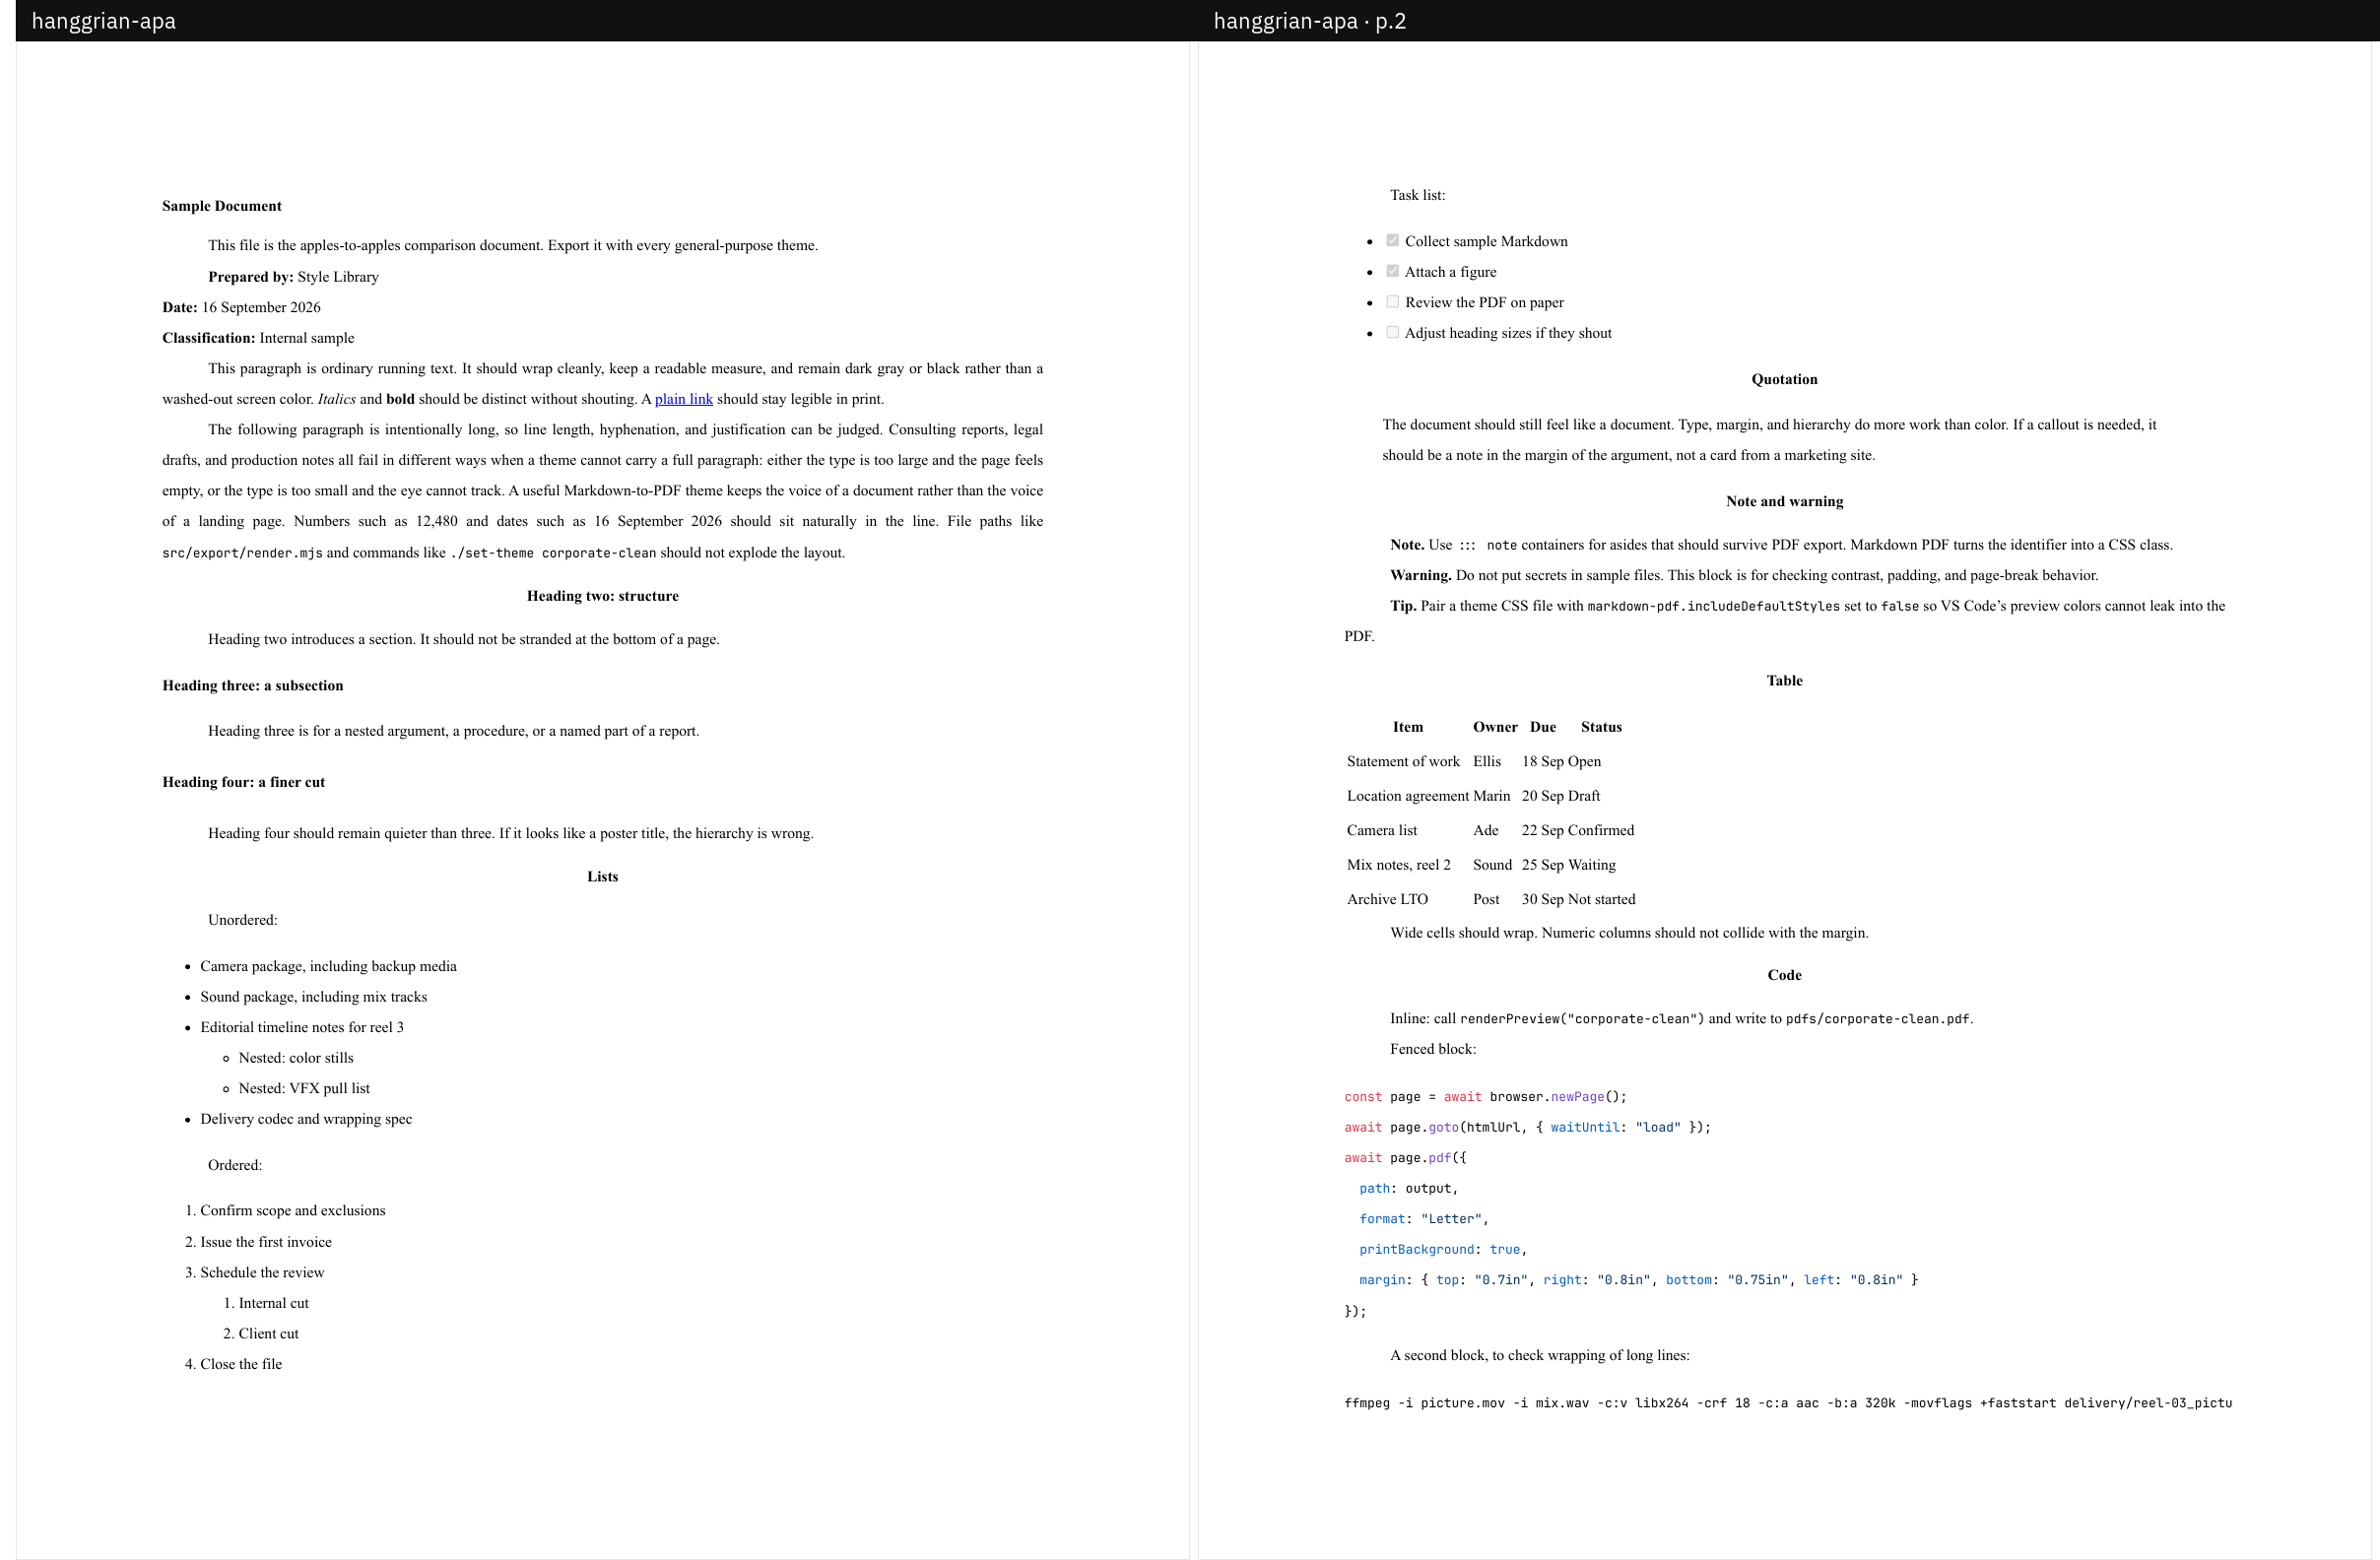 hanggrian-apa
Sample Document
This file is the apples-to-apples comparison document. Export it with every general-purpose theme.
Prepared by: Style Library
Date: 16 September 2026
Classification: Internal sample
This paragraph is ordinary running text. It should wrap cleanly, keep a readable measure, and remain dark gray or black rather than a
washed-out screen color. Italics and bold should be distinct without shouting. A plain link should stay legible in print.
The following paragraph is intentionally long, so line length, hyphenation, and justification can be judged. Consulting reports, legal
drafts, and production notes all fail in different ways when a theme cannot carry a full paragraph: either the type is too large and the page feels
empty, or the type is too small and the eye cannot track. A useful Markdown-to-PDF theme keeps the voice of a document rather than the voice
of a landing page. Numbers such as 12,480 and dates such as 16 September 2026 should sit naturally in the line. File paths like
src/export/render.mjs and commands like ./set-theme corporate-clean should not explode the layout.
Heading two: structure
Heading two introduces a section. It should not be stranded at the bottom of a page.
Heading three: a subsection
Heading three is for a nested argument, a procedure, or a named part of a report.
Heading four: a finer cut
Heading four should remain quieter than three. If it looks like a poster title, the hierarchy is wrong.
Lists
Unordered:
• Camera package, including backup media
• Sound package, including mix tracks
• Editorial timeline notes for reel 3
◦ Nested: color stills
◦ Nested: VFX pull list
• Delivery codec and wrapping spec
Ordered:
1. Confirm scope and exclusions
2. Issue the first invoice
3. Schedule the review
1. Internal cut
2. Client cut
4. Close the file
hanggrian-apa · p.2
Task list:
• Collect sample Markdown
• Attach a figure
• Review the PDF on paper
• Adjust heading sizes if they shout
Quotation
The document should still feel like a document. Type, margin, and hierarchy do more work than color. If a callout is needed, it
should be a note in the margin of the argument, not a card from a marketing site.
Note and warning
Note. Use ::: note containers for asides that should survive PDF export. Markdown PDF turns the identifier into a CSS class.
Warning. Do not put secrets in sample files. This block is for checking contrast, padding, and page-break behavior.
Tip. Pair a theme CSS file with markdown-pdf.includeDefaultStyles set to false so VS Code’s preview colors cannot leak into the
PDF.
Table
Item Owner Due Status
Statement of work Ellis 18 Sep Open
Location agreement Marin 20 Sep Draft
Camera list Ade 22 Sep Confirmed
Mix notes, reel 2 Sound 25 Sep Waiting
Archive LTO Post 30 Sep Not started
Wide cells should wrap. Numeric columns should not collide with the margin.
Code
Inline: call renderPreview("corporate-clean") and write to pdfs/corporate-clean.pdf.
Fenced block:
const page = await browser.newPage();
await page.goto(htmlUrl, { waitUntil: "load" });
await page.pdf({
  path: output,
  format: "Letter",
  printBackground: true,
  margin: { top: "0.7in", right: "0.8in", bottom: "0.75in", left: "0.8in" }
});
A second block, to check wrapping of long lines:
ffmpeg -i picture.mov -i mix.wav -c:v libx264 -crf 18 -c:a aac -b:a 320k -movflags +faststart delivery/reel-03_pictu